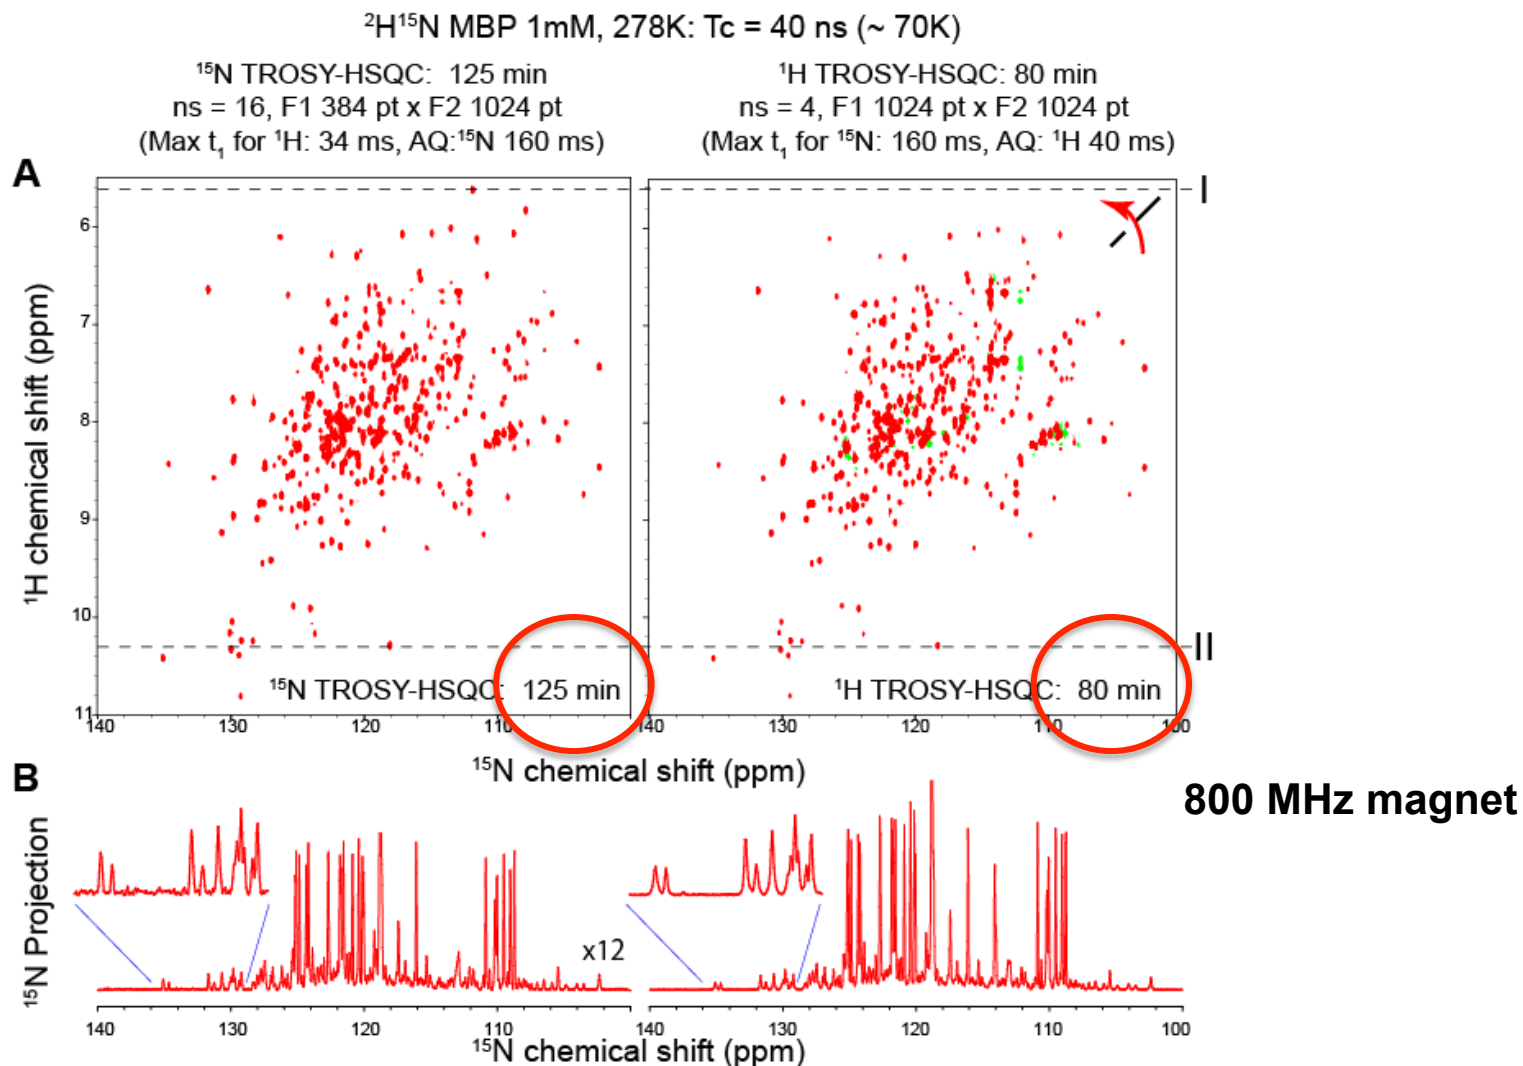 ²H¹⁵N MBP 1mM, 278K: Tc = 40 ns (~ 70K)
¹⁵N TROSY-HSQC: 125 min
ns = 16, F1 384 pt x F2 1024 pt
(Max t₁ for ¹H: 34 ms, AQ:¹⁵N 160 ms)
¹H TROSY-HSQC: 80 min
ns = 4, F1 1024 pt x F2 1024 pt
(Max t₁ for ¹⁵N: 160 ms, AQ: ¹H 40 ms)
A
I
6
7
8
9
10
11
¹H chemical shift (ppm)
II
¹⁵N TROSY-HSQC: 125 min
¹H TROSY-HSQC: 80 min
140 130 120 110
140 130 120 110 100
¹⁵N chemical shift (ppm)
B
800 MHz magnet
¹⁵N Projection
x12
140 130 120 110
140 130 120 110 100
¹⁵N chemical shift (ppm)